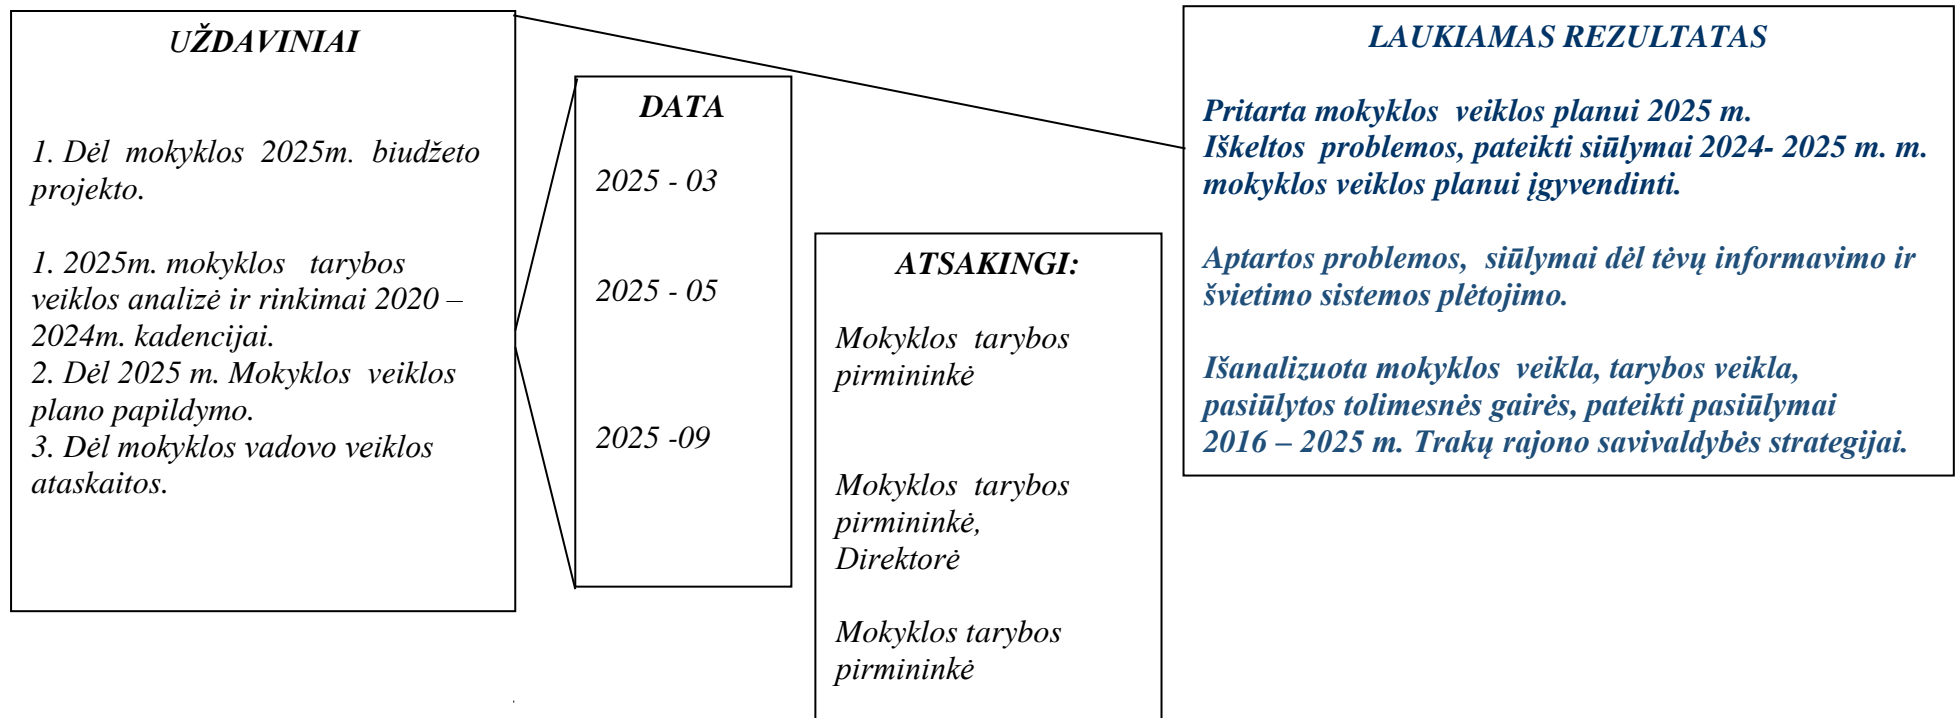 UŽDAVINIAI
1. Dėl mokyklos 2025m. biudžeto
projekto.
1. 2025m. mokyklos tarybos
veiklos analizė ir rinkimai 2020 –
2024m. kadencijai.
2. Dėl 2025 m. Mokyklos veiklos
plano papildymo.
3. Dėl mokyklos vadovo veiklos
ataskaitos.
DATA
2025 - 03
2025 - 05
2025 -09
ATSAKINGI:
Mokyklos tarybos
pirmininkė
Mokyklos tarybos
pirmininkė,
Direktorė
Mokyklos tarybos
pirmininkė
LAUKIAMAS REZULTATAS
Pritarta mokyklos veiklos planui 2025 m.
Iškeltos problemos, pateikti siūlymai 2024- 2025 m. m.
mokyklos veiklos planui įgyvendinti.
Aptartos problemos, siūlymai dėl tėvų informavimo ir
švietimo sistemos plėtojimo.
Išanalizuota mokyklos veikla, tarybos veikla,
pasiūlytos tolimesnės gairės, pateikti pasiūlymai
2016 – 2025 m. Trakų rajono savivaldybės strategijai.